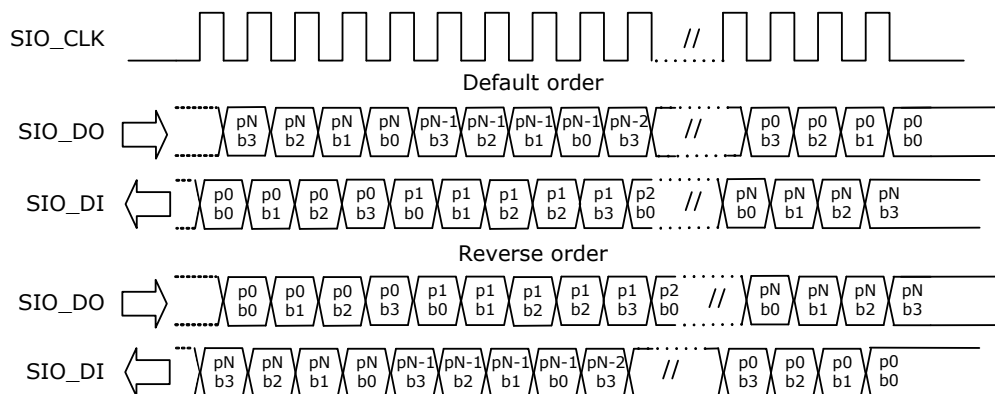 SIO_CLK //
Default order
SIO_DO pN pN pN pN pN-1 pN-1 pN-1 pN-1 pN-2 // p0 p0 p0 p0
b3 b2 b1 b0 b3 b2 b1 b0 b3 b3 b2 b1 b0
SIO_DI p0 p0 p0 p0 p1 p1 p1 p1 p1 p2 // pN pN pN pN
b0 b1 b2 b3 b0 b1 b2 b2 b3 b0 b0 b1 b2 b3
Reverse order
SIO_DO p0 p0 p0 p0 p1 p1 p1 p1 p1 p2 // pN pN pN pN
b0 b1 b2 b3 b0 b1 b2 b2 b3 b0 b0 b1 b2 b3
SIO_DI pN pN pN pN pN-1 pN-1 pN-1 pN-1 pN-2 // p0 p0 p0 p0
b3 b2 b1 b0 b3 b2 b1 b0 b3 b3 b2 b1 b0